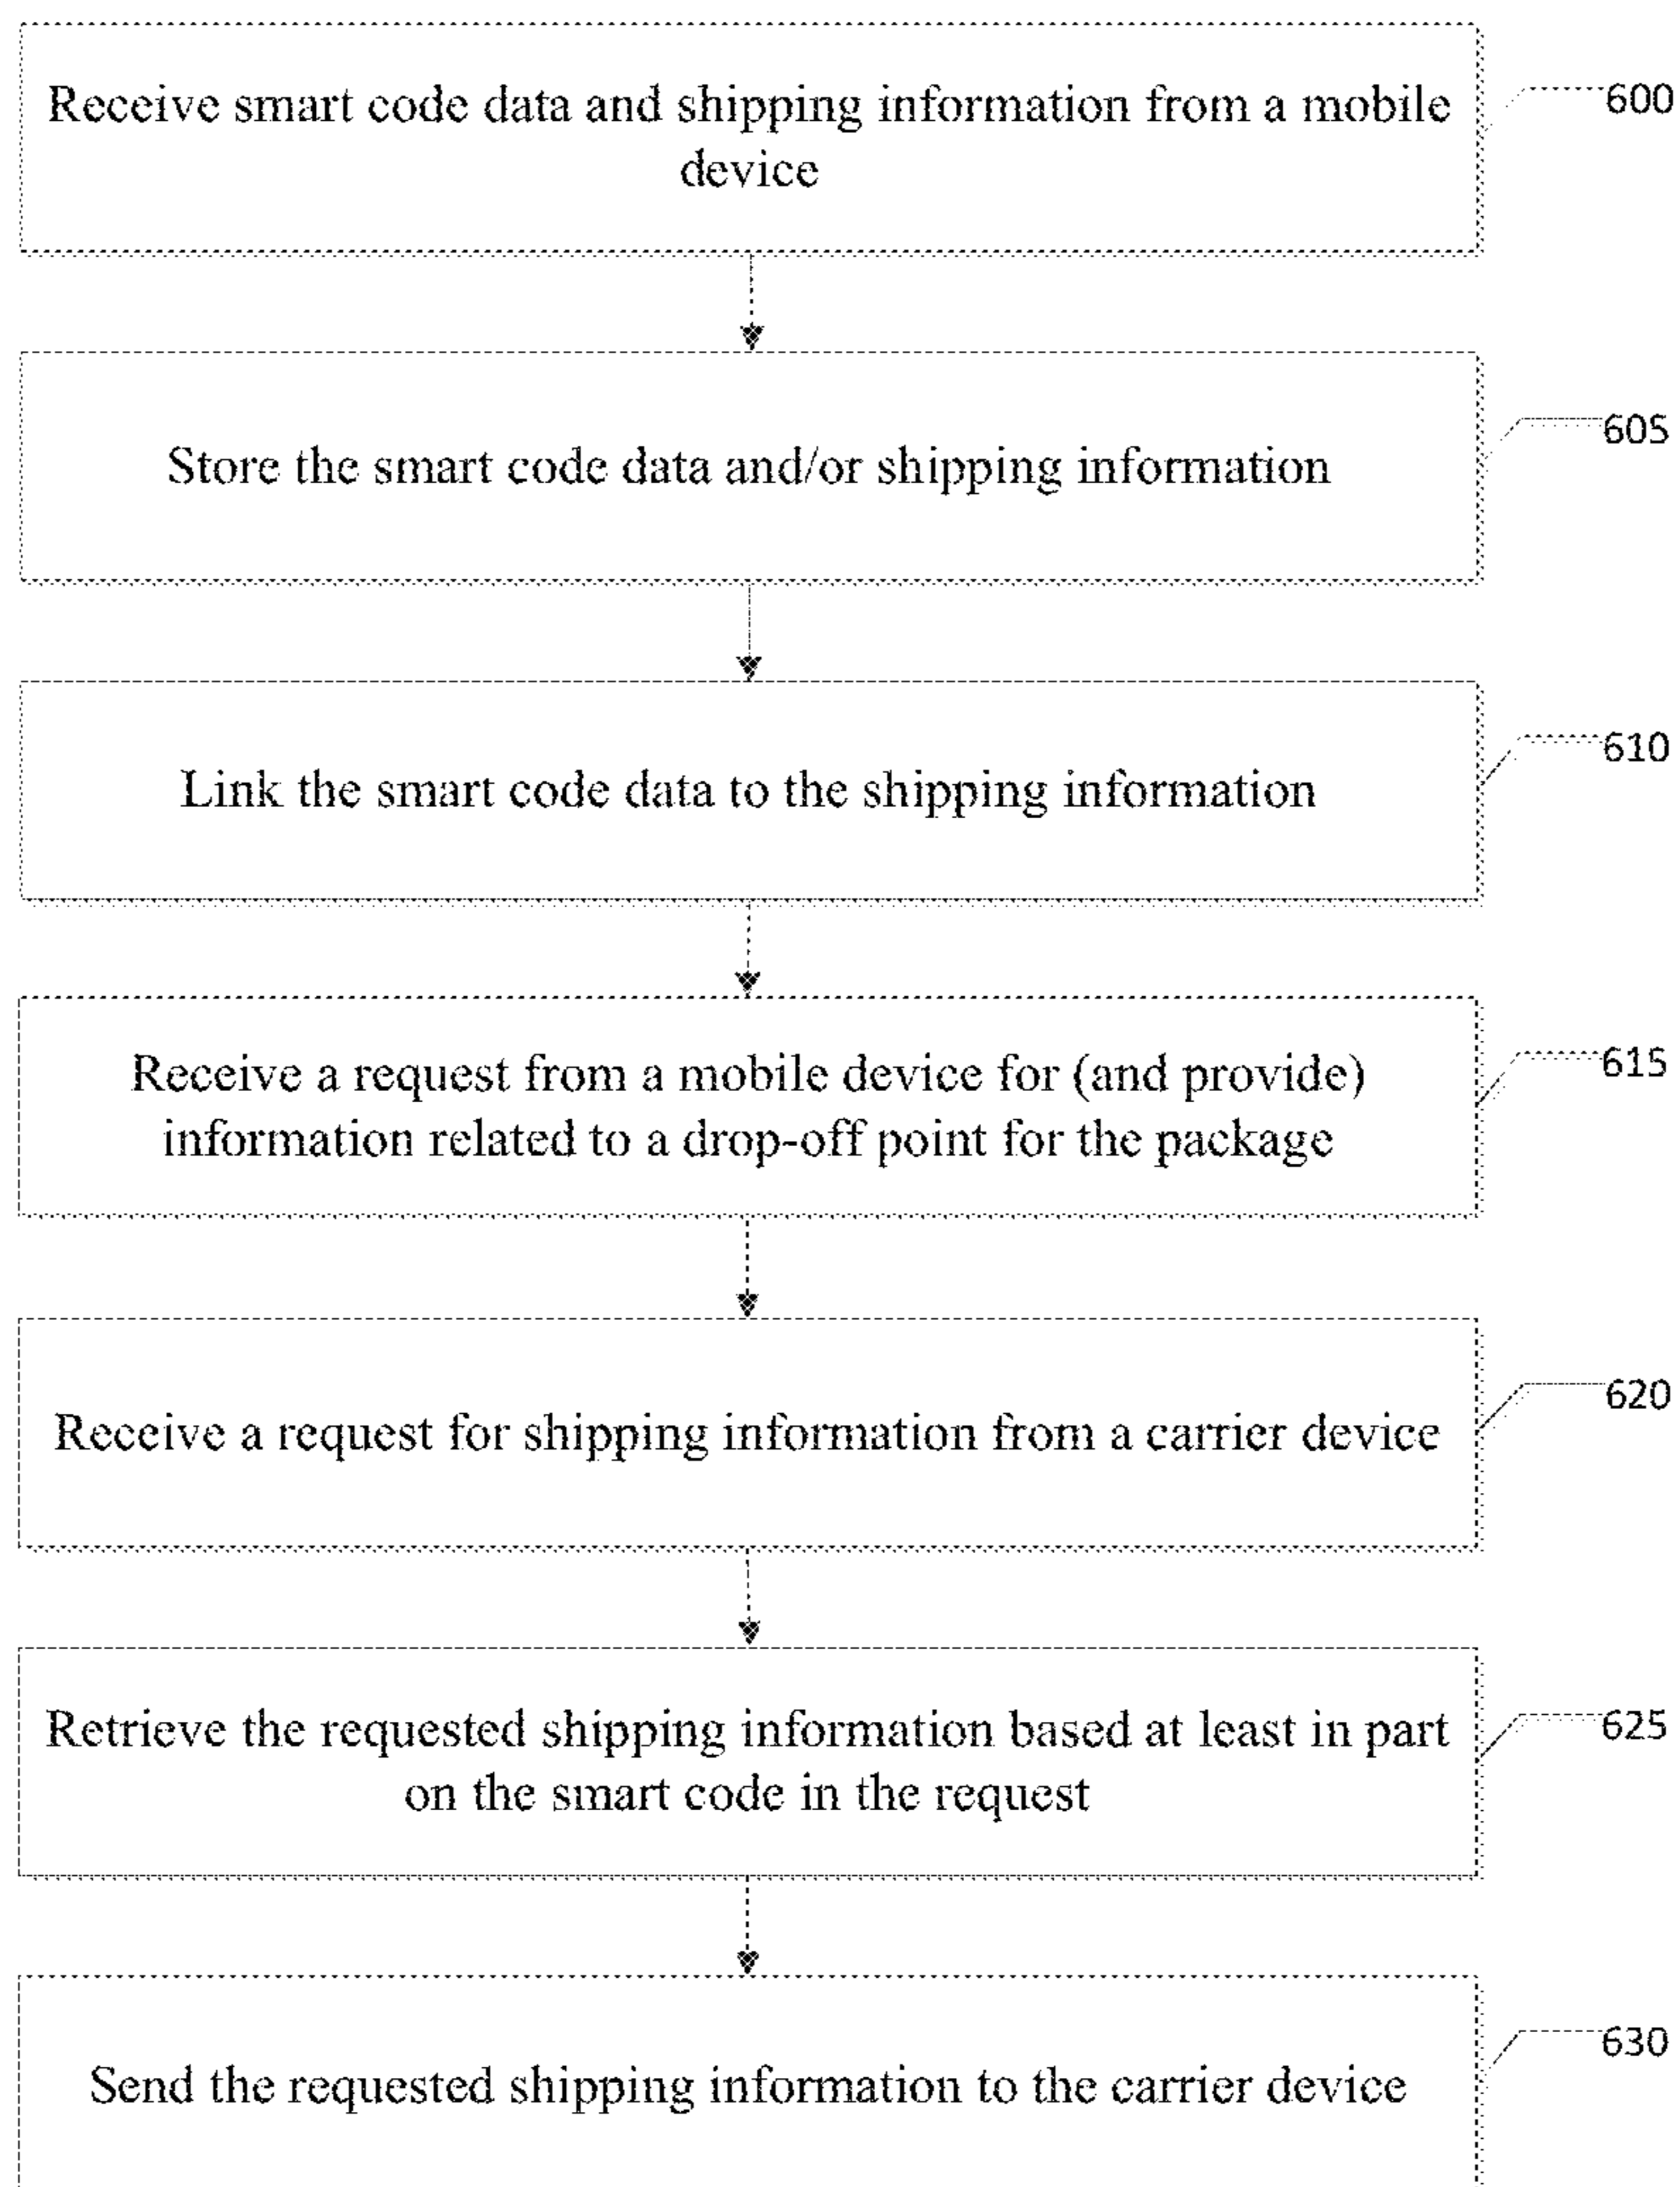 Receive smart code data and shipping information from a mobile
device
600
Store the smart code data and/or shipping information
605
Link the smart code data to the shipping information
610
Receive a request from a mobile device for (and provide)
information related to a drop-off point for the package
615
Receive a request for shipping information from a carrier device
620
Retrieve the requested shipping information based at least in part
on the smart code in the request
625
Send the requested shipping information to the carrier device
630